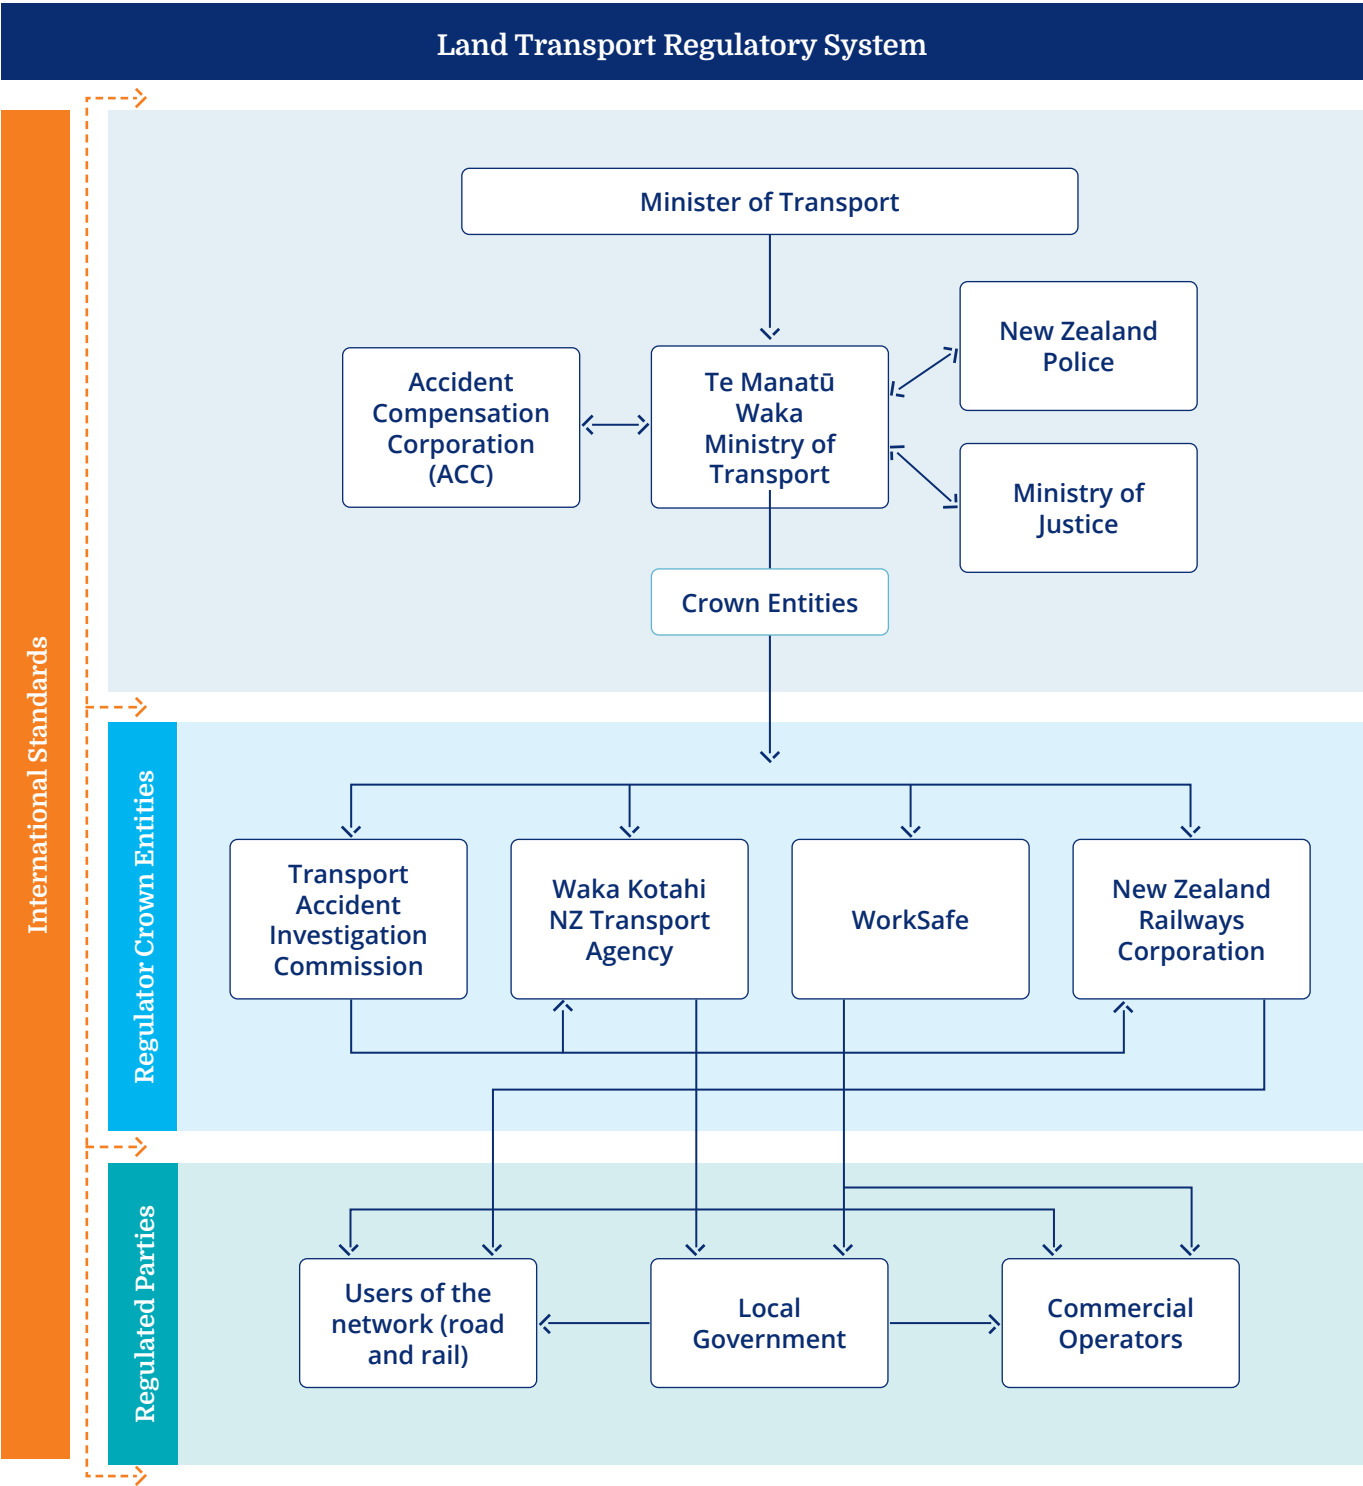 Land Transport Regulatory System
International Standards
Minister of Transport
New Zealand
Police
Accident
Compensation
Corporation
(ACC)
Te Manatū
Waka
Ministry of
Transport
Ministry of
Justice
Crown Entities
Regulator Crown Entities
Transport
Accident
Investigation
Commission
Waka Kotahi
NZ Transport
Agency
WorkSafe
New Zealand
Railways
Corporation
Regulated Parties
Users of the
network (road
and rail)
Local
Government
Commercial
Operators